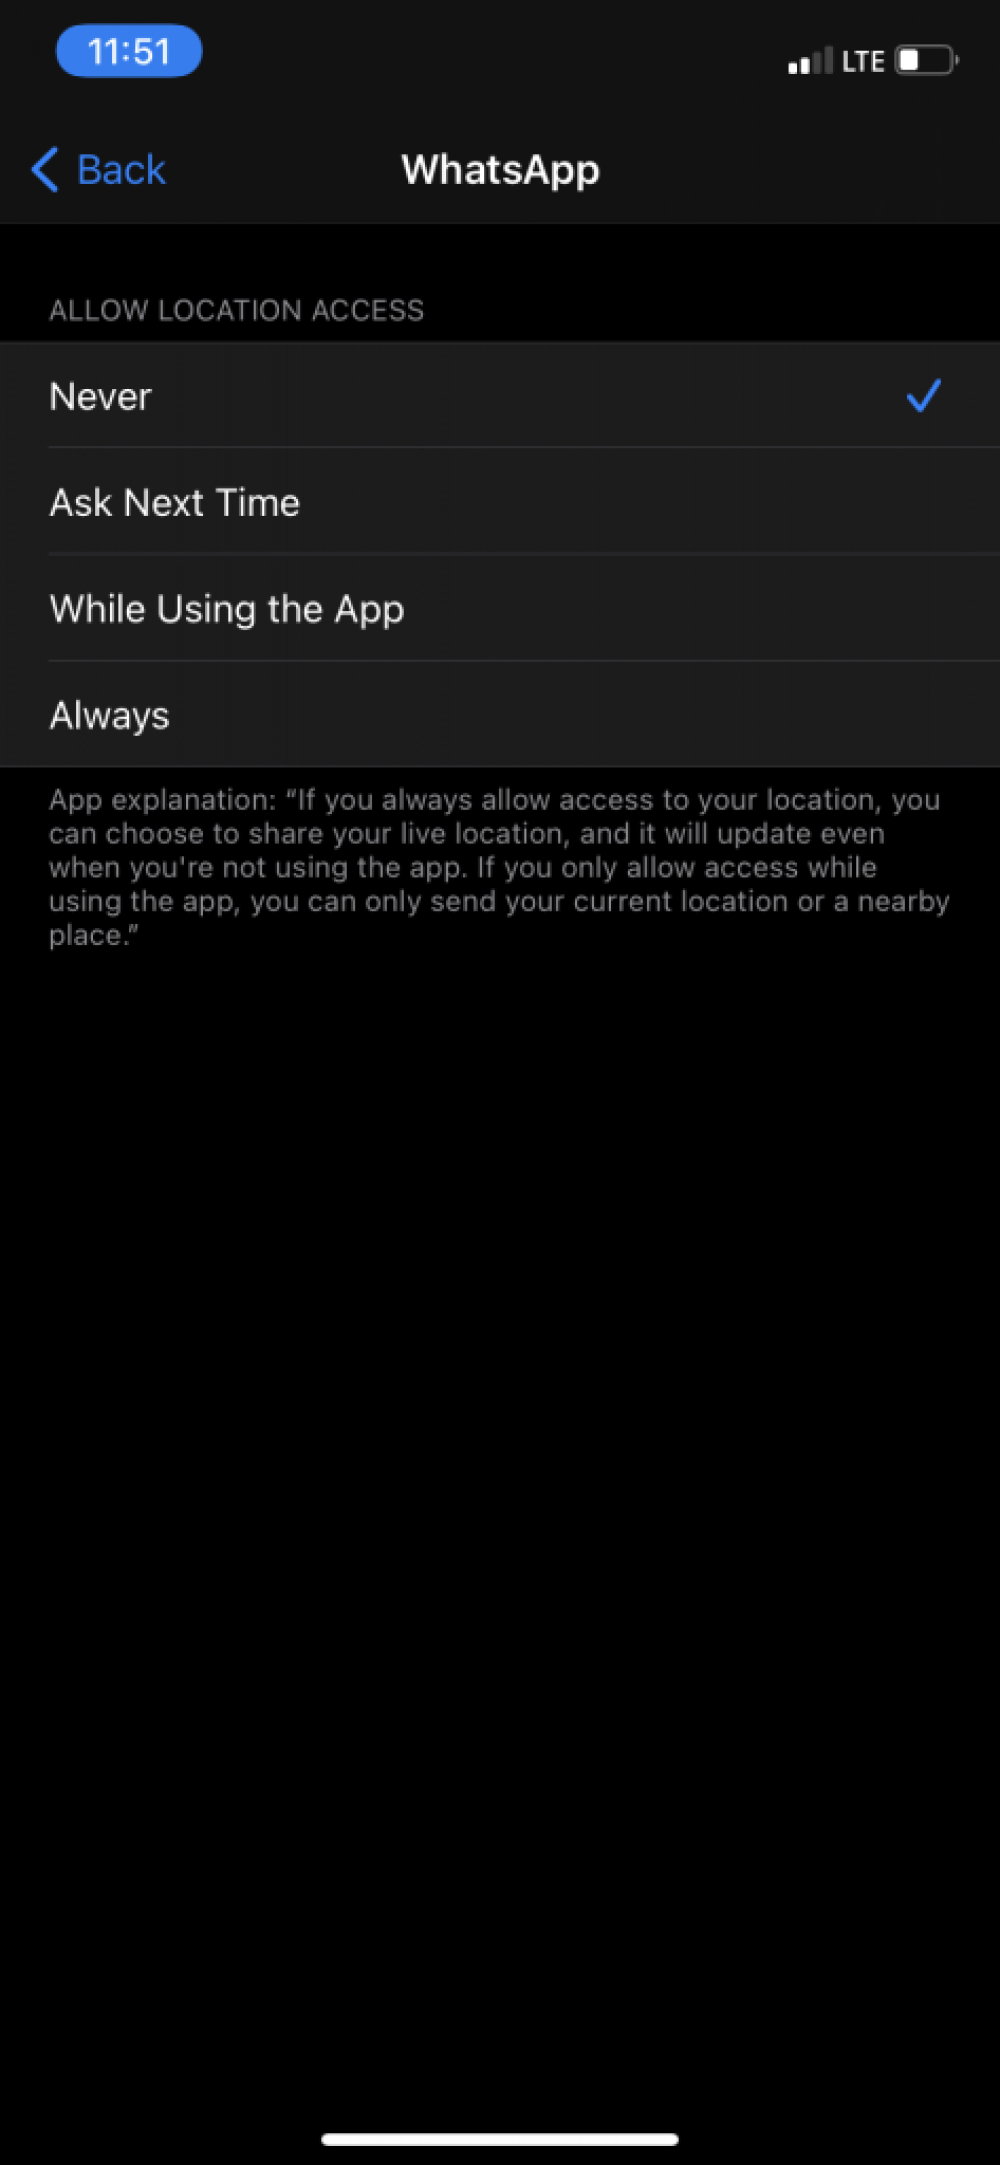 11:51
LTE
Back
WhatsApp
ALLOW LOCATION ACCESS
Never
Ask Next Time
While Using the App
Always
App explanation: “If you always allow access to your location, you
can choose to share your live location, and it will update even
when you're not using the app. If you only allow access while
using the app, you can only send your current location or a nearby
place.”